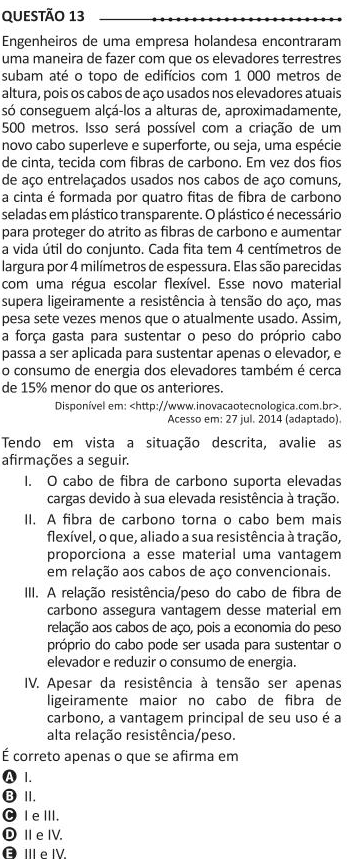 QUESTÃO 13
Engenheiros de uma empresa holandesa encontraram
uma maneira de fazer com que os elevadores terrestres
subam até o topo de edifícios com 1 000 metros de
altura, pois os cabos de aço usados nos elevadores atuais
só conseguem alçá-los a alturas de, aproximadamente,
500 metros. Isso será possível com a criação de um
novo cabo superleve e superforte, ou seja, uma espécie
de cinta, tecida com fibras de carbono. Em vez dos fios
de aço entrelaçados usados nos cabos de aço comuns,
a cinta é formada por quatro fitas de fibra de carbono
seladas em plástico transparente. O plástico é necessário
para proteger do atrito as fibras de carbono e aumentar
a vida útil do conjunto. Cada fita tem 4 centímetros de
largura por 4 milímetros de espessura. Elas são parecidas
com uma régua escolar flexível. Esse novo material
supera ligeiramente a resistência à tensão do aço, mas
pesa sete vezes menos que o atualmente usado. Assim,
a força gasta para sustentar o peso do próprio cabo
passa a ser aplicada para sustentar apenas o elevador, e
o consumo de energia dos elevadores também é cerca
de 15% menor do que os anteriores.
Disponível em: <http://www.inovacaotecnologica.com.br>.
Acesso em: 27 jul. 2014 (adaptado).
Tendo em vista a situação descrita, avalie as
afirmações a seguir.
I. O cabo de fibra de carbono suporta elevadas
cargas devido à sua elevada resistência à tração.
II. A fibra de carbono torna o cabo bem mais
flexível, o que, aliado a sua resistência à tração,
proporciona a esse material uma vantagem
em relação aos cabos de aço convencionais.
III. A relação resistência/peso do cabo de fibra de
carbono assegura vantagem desse material em
relação aos cabos de aço, pois a economia do peso
próprio do cabo pode ser usada para sustentar o
elevador e reduzir o consumo de energia.
IV. Apesar da resistência à tensão ser apenas
ligeiramente maior no cabo de fibra de
carbono, a vantagem principal de seu uso é a
alta relação resistência/peso.
É correto apenas o que se afirma em
A I.
B II.
C I e III.
D II e IV.
E III e IV.